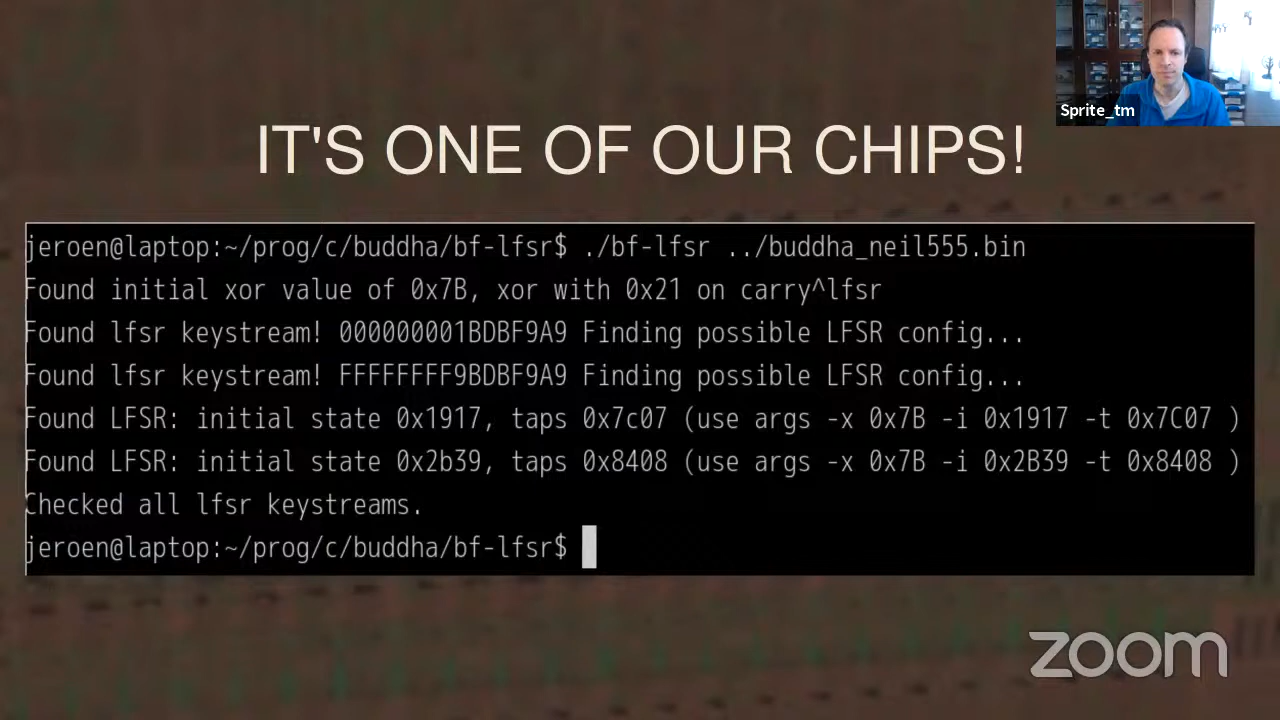 Sprite_tm
IT'S ONE OF OUR CHIPS!
jeroen@laptop:~/prog/c/buddha/bf-lfsr$ ./bf-lfsr ../buddha_neil555.bin
Found initial xor value of 0x7B, xor with 0x21 on carry^lfsr
Found lfsr keystream! 000000001BDBF9A9 Finding possible LFSR config...
Found lfsr keystream! FFFFFFFF9BDBF9A9 Finding possible LFSR config...
Found LFSR: initial state 0x1917, taps 0x7c07 (use args -x 0x7B -i 0x1917 -t 0x7C07 )
Found LFSR: initial state 0x2b39, taps 0x8408 (use args -x 0x7B -i 0x2B39 -t 0x8408 )
Checked all lfsr keystreams.
jeroen@laptop:~/prog/c/buddha/bf-lfsr$
zoom